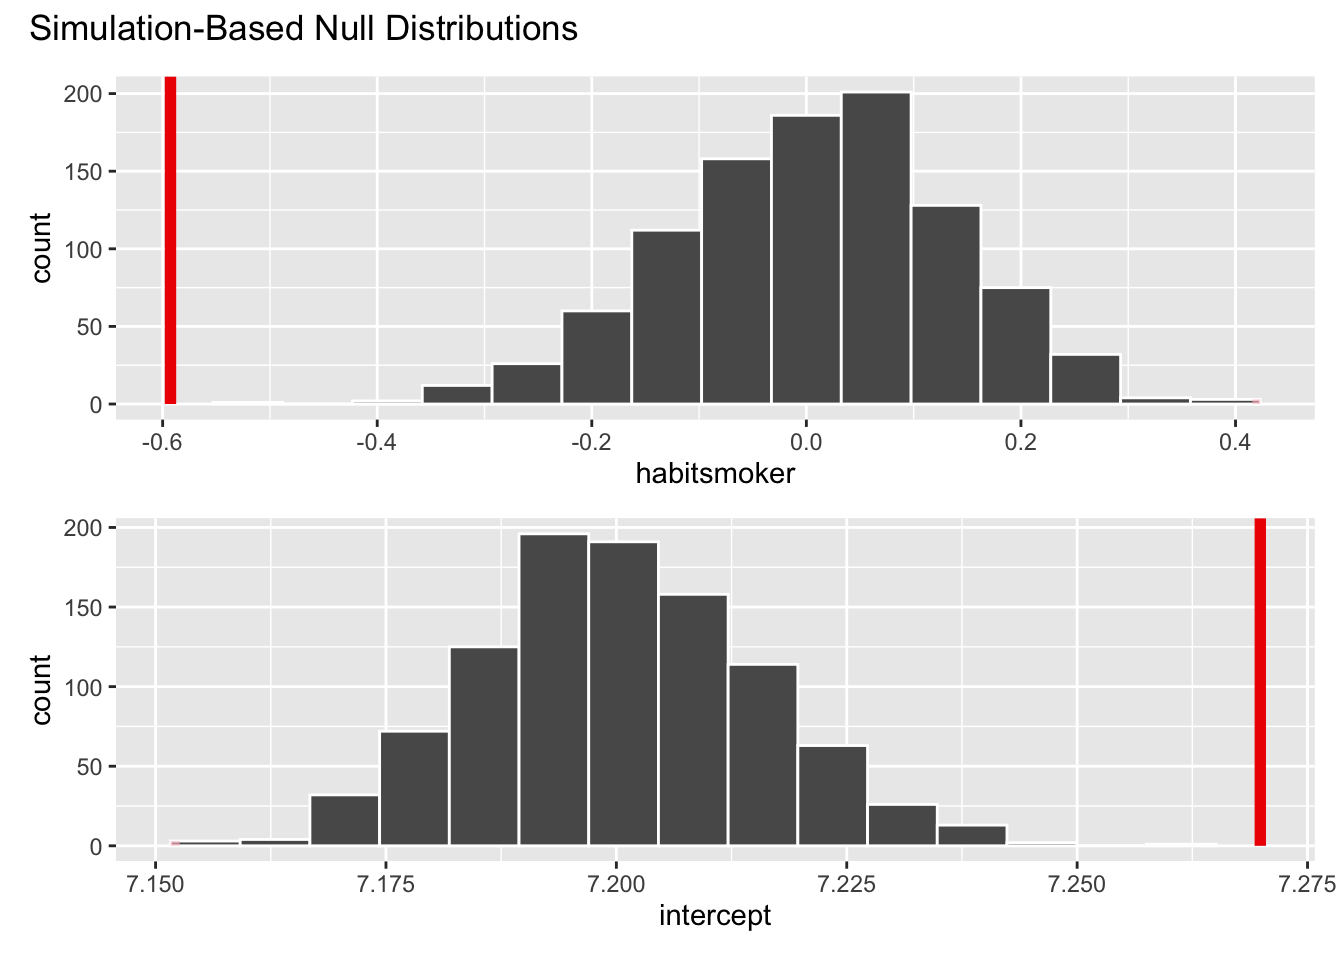 Simulation-Based Null Distributions
200
150
100
50
0
count
-0.6 -0.4 -0.2 0.0 0.2 0.4
habitsmoker
200
150
100
50
0
count
7.150 7.175 7.200 7.225 7.250 7.275
intercept